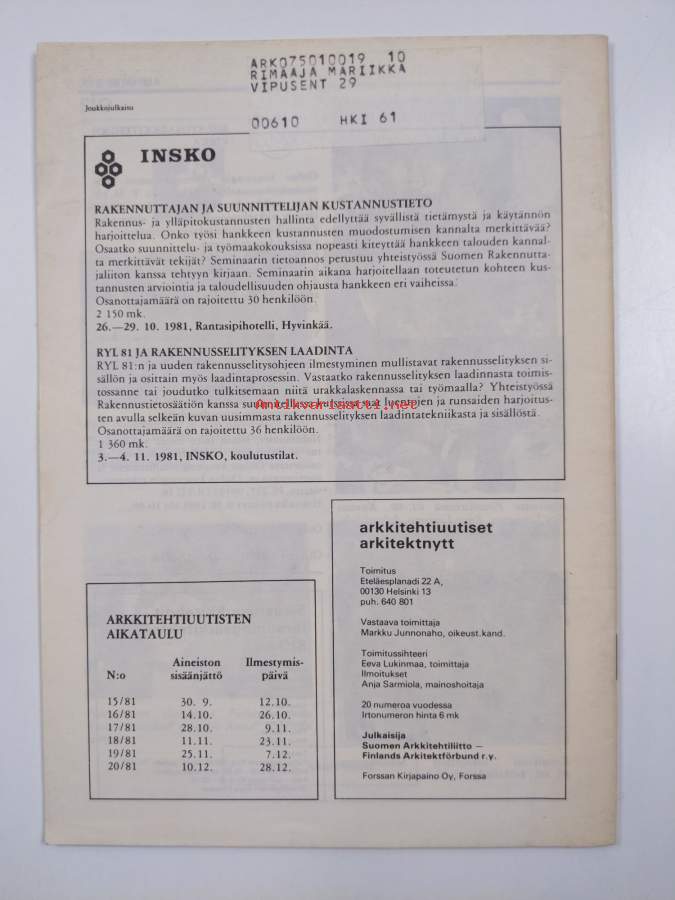 ARK075010019 10
RIMAAJA MARIIKKA
VIPUSENT 29
00610 HKI 61
Joukkojulkaisu
INSKO
RAKENNUTTAJAN JA SUUNNITTELIJAN KUSTANNUSTIETO
Rakennus- ja ylläpitokustannusten hallinta edellyttää syvällistä tietämystä ja käytännön
harjoittelua. Onko työsi hankkeen kustannusten muodostumisen kannalta merkittävää?
Osaatko suunnittelu- ja työmaakokouksissa nopeasti kiteyttää hankkeen talouden kannal-
ta merkittävät tekijät? Seminaarin tietoannos perustuu yhteistyössä Suomen Rakennutta-
jaliiton kanssa tehtyyn kirjaan. Seminaarin aikana harjoitellaan toteutetun kohteen kus-
tannusten arviointia ja taloudellisuuden ohjausta hankkeen eri vaiheissa.
Osanottajamäärä on rajoitettu 30 henkilöön.
2 150 mk.
26.—29. 10. 1981, Rantasipihotelli, Hyvinkää.
RYL 81 JA RAKENNUSSELITYKSEN LAADINTA
RYL 81:n ja uuden rakennusselitysohjeen ilmestyminen mullistavat rakennusselityksen si-
sällön ja osittain myös laadintaprosessin. Vastaatko rakennusselityksen laadinnasta toimis-
tossanne tai joudutko tulkitsemaan niitä urakkalaskennassa tai työmaalla? Yhteistyössä
Rakennustietosäätiön kanssa luentojen ja runsaiden harjoitus-
Antikvariaatti.net
ten avulla selkeän kuvan uusimmasta rakennusselityksen laadintatekniikasta ja sisällöstä.
Osanottajamäärä on rajoitettu 36 henkilöön.
1 360 mk.
3.—4. 11. 1981, INSKO, koulutustilat.
ARKKITEHTIUUTISTEN
AIKATAULU
N:o Aineiston sisäänjättö Ilmestymis-päivä
15/81 30. 9. 12.10.
16/81 14.10. 26.10.
17/81 28.10. 9.11.
18/81 11.11. 23.11.
19/81 25.11. 7.12.
20/81 10.12. 28.12.
arkkitehtiuutiset
arkitektnytt
Toimitus
Eteläesplanadi 22 A,
00130 Helsinki 13
puh. 640 801
Vastaava toimittaja
Markku Junnonaho, oikeust.kand.
Toimitussihteeri
Eeva Lukinmaa, toimittaja
Ilmoitukset
Anja Sarmiola, mainoshoitaja
20 numeroa vuodessa
Irtonumeron hinta 6 mk
Julkaisija
Suomen Arkkitehtiliitto —
Finlands Arkitektförbund r.y.
Forssan Kirjapaino Oy, Forssa